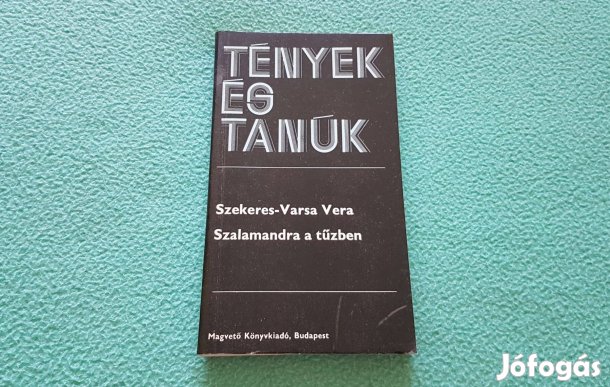 TÉNYEK
ÉS
TANÚK
Szekeres-Varsa Vera
Szalamandra a tűzben
Magvető Könyvkiadó, Budapest
Jófogás